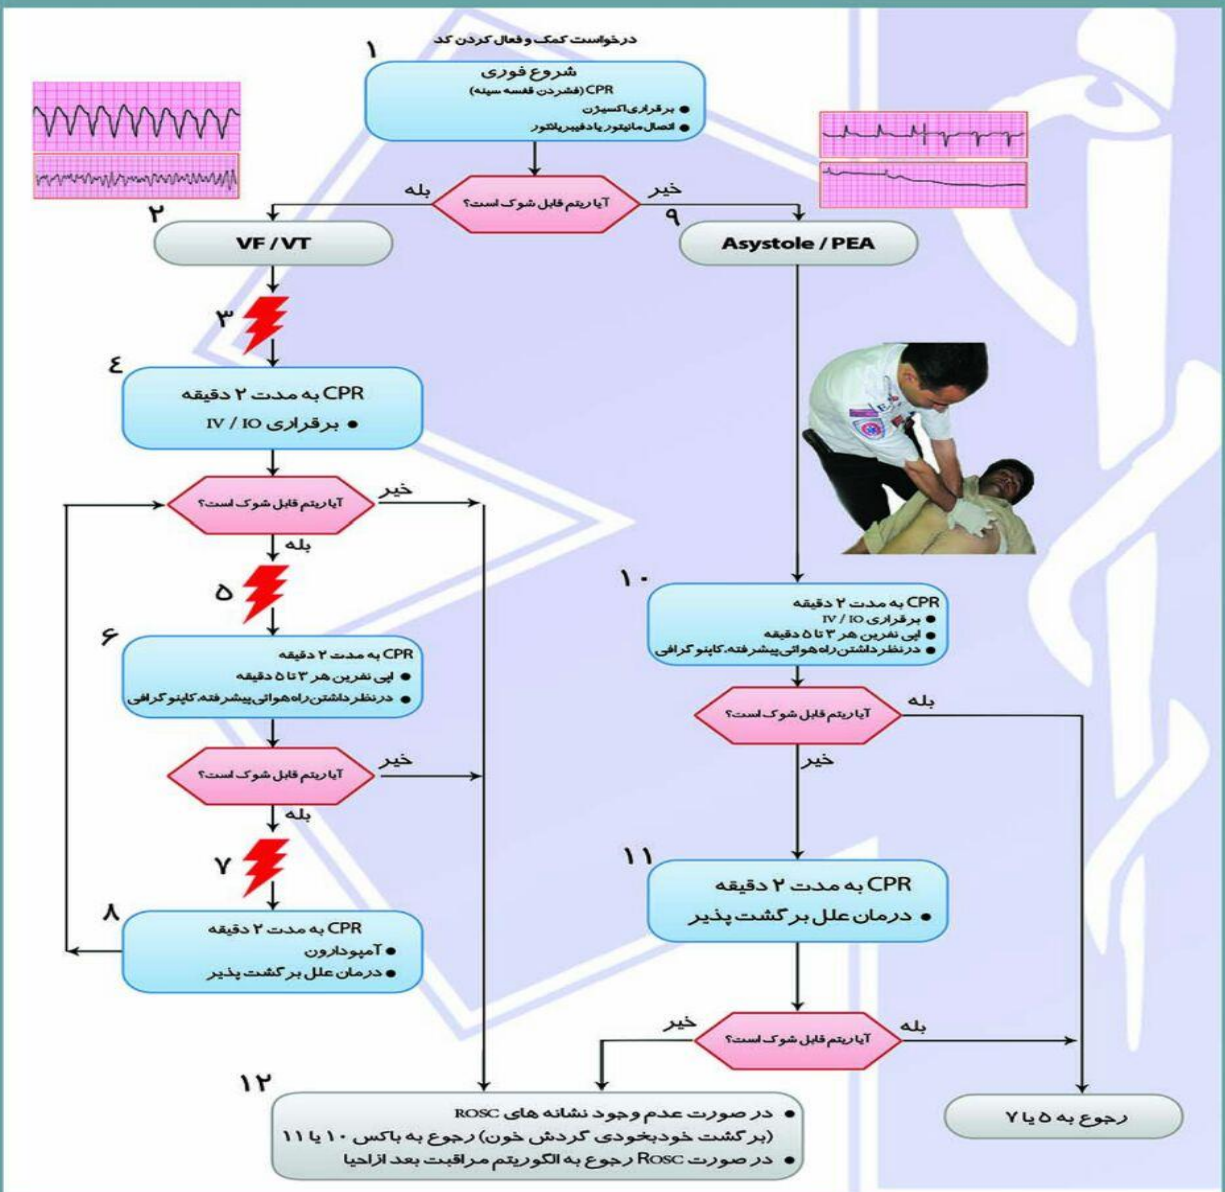 درخواست کمک و فعال کردن کد
۱
شروع فوری
CPR (فشردن قفسه سینه)
● برقراری اکسیژن
● اتصال مانیتور یا دفیبریلاتور
آیا ریتم قابل شوک است؟
بله
خیر
۲
VF / VT
۹
Asystole / PEA
۳
٤
CPR به مدت ۲ دقیقه
● برقراری IV / IO
آیا ریتم قابل شوک است؟
خیر
بله
۵
۶
CPR به مدت ۲ دقیقه
● اپی نفرین هر ۳ تا ۵ دقیقه
● در نظر داشتن راه هوائی پیشرفته، کاپنوگرافی
آیا ریتم قابل شوک است؟
خیر
بله
۷
۸
CPR به مدت ۲ دقیقه
● آمیودارون
● درمان علل برگشت پذیر
۱۰
CPR به مدت ۲ دقیقه
● برقراری IV / IO
● اپی نفرین هر ۳ تا ۵ دقیقه
● در نظر داشتن راه هوائی پیشرفته، کاپنوگرافی
آیا ریتم قابل شوک است؟
بله
خیر
۱۱
CPR به مدت ۲ دقیقه
● درمان علل برگشت پذیر
آیا ریتم قابل شوک است؟
خیر
بله
۱۲
● در صورت عدم وجود نشانه های ROSC
(برگشت خودبخودی گردش خون) رجوع به باکس ۱۰ یا ۱۱
● در صورت ROSC رجوع به الگوریتم مراقبت بعد از احیا
رجوع به ۵ یا ۷